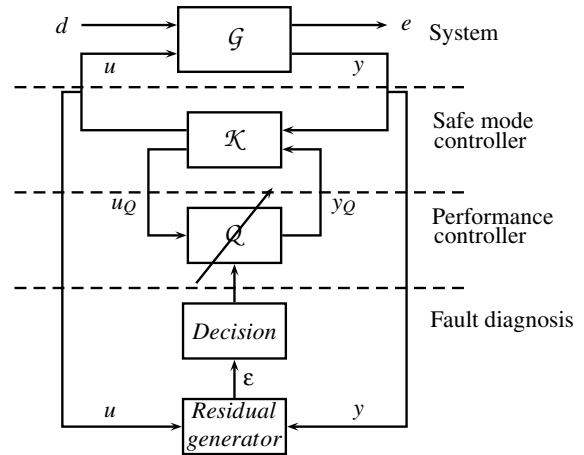 d
𝒢
e
System
u
y
Safe mode
controller
𝒦
u_Q
y_Q
Performance
controller
Q
Fault diagnosis
Decision
ε
u
Residual
generator
y